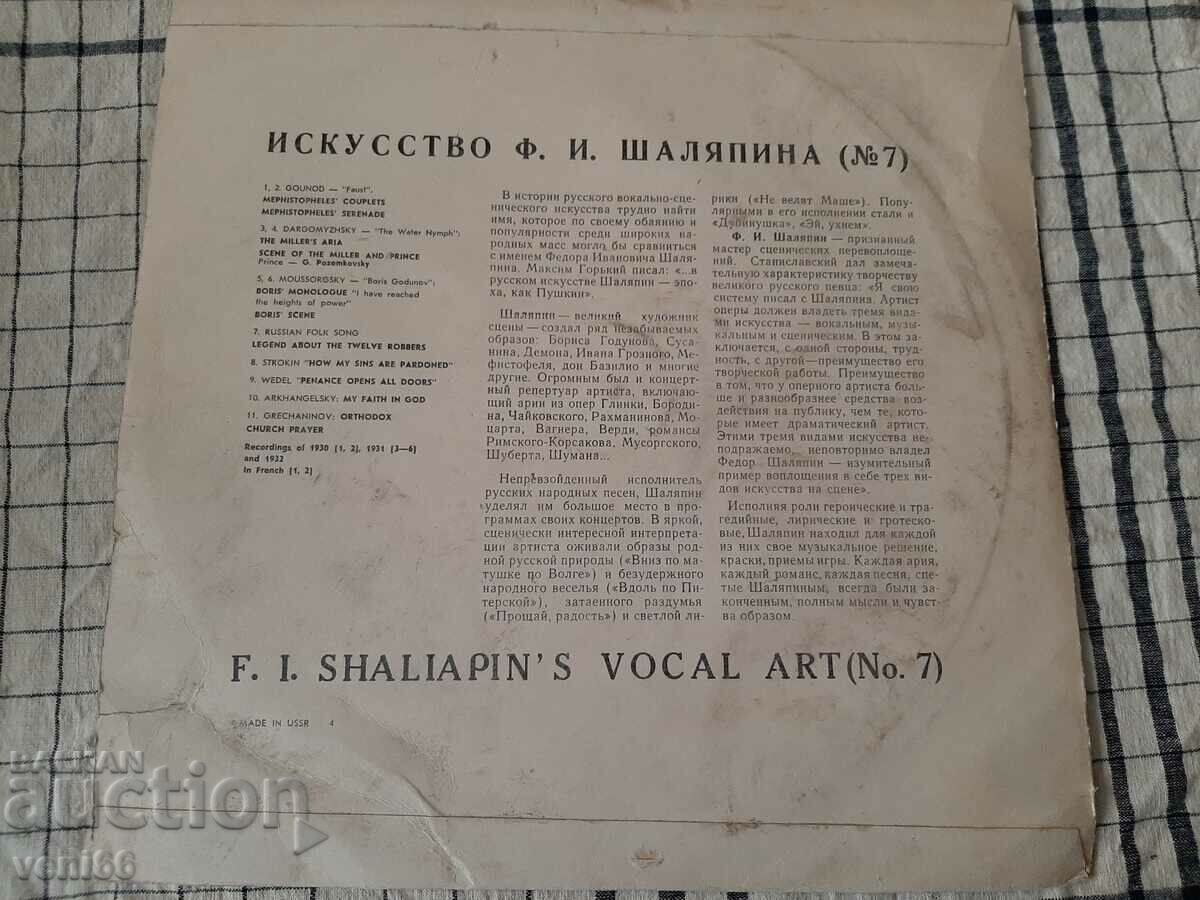 ИСКУССТВО Ф. И. ШАЛЯПИНА (№7)
1, 2. GOUNOD — "Faust".
MEPHISTOPHELES' COUPLETS
MEPHISTOPHELES' SERENADE
3, 4. DARGOMYZHSKY — "The Water Nymph":
THE MILLER'S ARIA
SCENE OF THE MILLER AND PRINCE
Prince — G. Pozemkovsky
5, 6. MOUSSORGSKY — "Boris Godunov":
BORIS' MONOLOGUE "I have reached
the heights of power"
BORIS' SCENE
7. RUSSIAN FOLK SONG
LEGEND ABOUT THE TWELVE ROBBERS
8. STROKIN "HOW MY SINS ARE PARDONED"
9. WEDEL "PENANCE OPENS ALL DOORS"
10. ARKHANGELSKY: MY FAITH IN GOD
11. GRECHANINOV: ORTHODOX
CHURCH PRAYER
Recordings of 1930 [1, 2], 1931 [3—6]
and 1932
In French [1, 2]
В истории русского вокально-сце-
нического искусства трудно найти
имя, которое по своему обаянию и
популярности среди широких на-
родных масс могло бы сравниться
с именем Федора Ивановича Шаля-
пина. Максим Горький писал: «...в
русском искусстве Шаляпин — эпо-
ха, как Пушкин».
Шаляпин — великий художник
сцены — создал ряд незабываемых
образов: Бориса Годунова, Суса-
нина, Демона, Ивана Грозного, Ме-
фистофеля, дон Базилио и многие
другие. Огромным был и концерт-
ный репертуар артиста, включаю-
щий арии из опер Глинки, Бороди-
на, Чайковского, Рахманинова, Мо-
царта, Вагнера, Верди, романсы
Римского-Корсакова, Мусоргского,
Шуберта, Шумана...
Непревзойденный исполнитель
русских народных песен, Шаляпин
уделял им большое место в про-
граммах своих концертов. В яркой,
сценически интересной интерпрета-
ции артиста оживали образы род-
ной русской природы («Вниз по ма-
тушке по Волге») и безудержного
народного веселья («Вдоль по Пи-
терской»), затаенного раздумья
(«Прощай, радость») и светлой ли-
рики («Не велят Маше»). Попу-
лярными в его исполнении стали и
«Дубинушка», «Эй, ухнем».
Ф. И. Шаляпин — признанный
мастер сценических перевоплоще-
ний. Станиславский дал замеча-
тельную характеристику творчеству
великого русского певца: «Я свою
систему писал с Шаляпина. Артист
оперы должен владеть тремя вида-
ми искусства — вокальным, музы-
кальным и сценическим. В этом за-
ключается, с одной стороны, труд-
ность, с другой — преимущество его
творческой работы. Преимущество
в том, что у оперного артиста боль-
ше и разнообразнее средства воз-
действия на публику, чем те, кото-
рые имеет драматический артист.
Этими тремя видами искусства не-
подражаемо, неповторимо владел
Федор Шаляпин — изумительный
пример воплощения в себе трех ви-
дов искусства на сцене».
Исполняя роли героические и тра-
гедийные, лирические и гротеско-
вые, Шаляпин находил для каждой
из них свое музыкальное решение,
краски, приемы игры. Каждая ария,
каждый романс, каждая песня, спе-
тые Шаляпиным, всегда были за-
конченным, полным мысли и чувст-
ва образом.
F. I. SHALIAPIN'S VOCAL ART (No. 7)
MADE IN USSR 4
BALKAN
auction
veni66